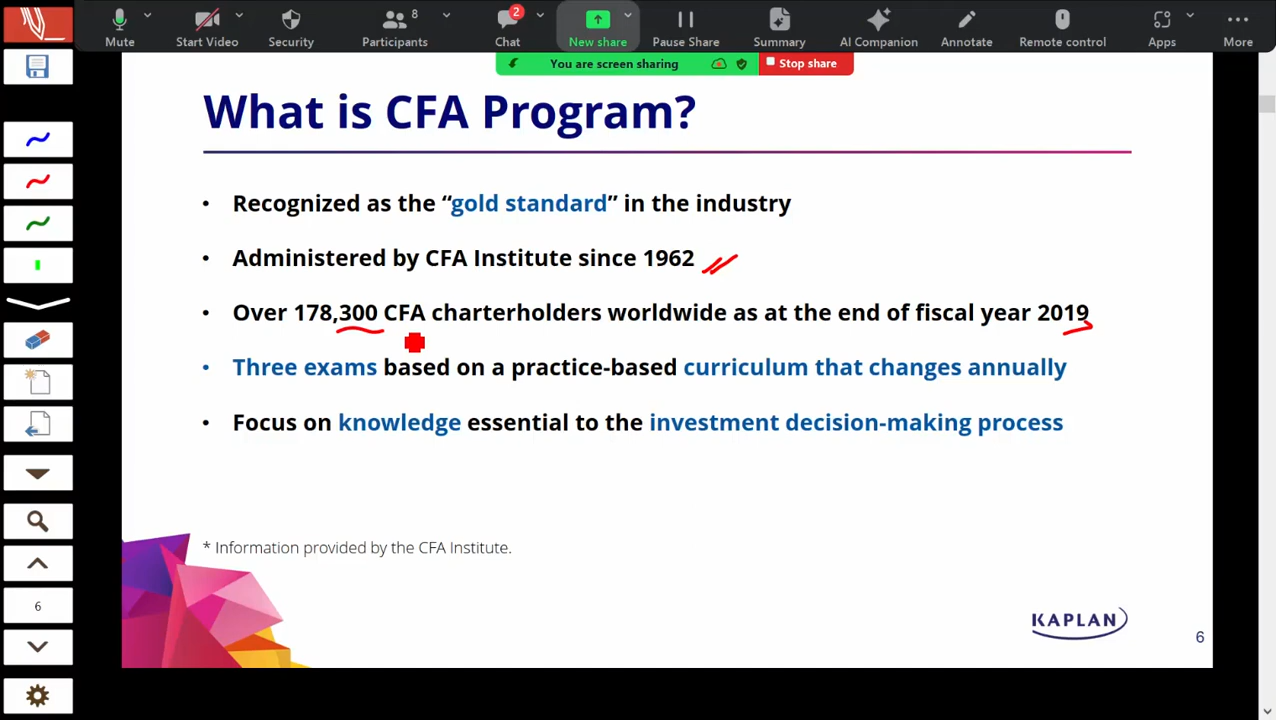 8
2
Mute
Start Video
Security
Participants
Chat
New share
Pause Share
Summary
AI Companion
Annotate
Remote control
Apps
More
You are screen sharing
Stop share
What is CFA Program?
• Recognized as the “gold standard” in the industry
• Administered by CFA Institute since 1962
• Over 178,300 CFA charterholders worldwide as at the end of fiscal year 2019
• Three exams based on a practice-based curriculum that changes annually
• Focus on knowledge essential to the investment decision-making process
* Information provided by the CFA Institute.
6
KAPLAN
6